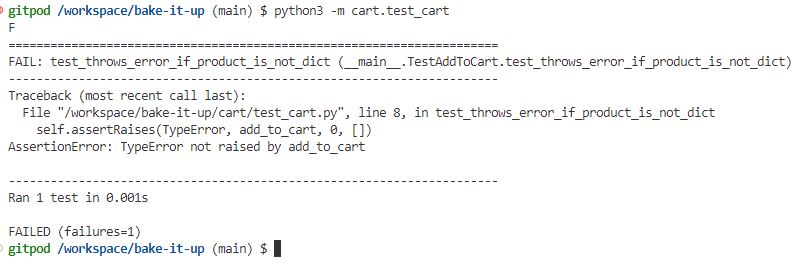 gitpod /workspace/bake-it-up (main) $ python3 -m cart.test_cart
F
======================================================================
FAIL: test_throws_error_if_product_is_not_dict (__main__.TestAddToCart.test_throws_error_if_product_is_not_dict)
----------------------------------------------------------------------
Traceback (most recent call last):
  File "/workspace/bake-it-up/cart/test_cart.py", line 8, in test_throws_error_if_product_is_not_dict
    self.assertRaises(TypeError, add_to_cart, 0, [])
AssertionError: TypeError not raised by add_to_cart

----------------------------------------------------------------------
Ran 1 test in 0.001s

FAILED (failures=1)
gitpod /workspace/bake-it-up (main) $